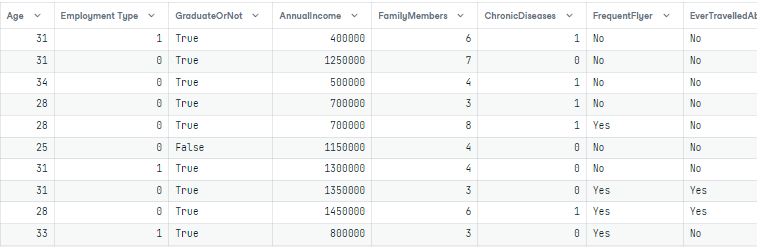 Age Employment Type GraduateOrNot AnnualIncome FamilyMembers ChronicDiseases FrequentFlyer EverTravelledAb
31 1 True 400000 6 1 No No
31 0 True 1250000 7 0 No No
34 0 True 500000 4 1 No No
28 0 True 700000 3 1 No No
28 0 True 700000 8 1 Yes No
25 0 False 1150000 4 0 No No
31 1 True 1300000 4 0 No No
31 0 True 1350000 3 0 Yes Yes
28 0 True 1450000 6 1 Yes Yes
33 1 True 800000 3 0 Yes No